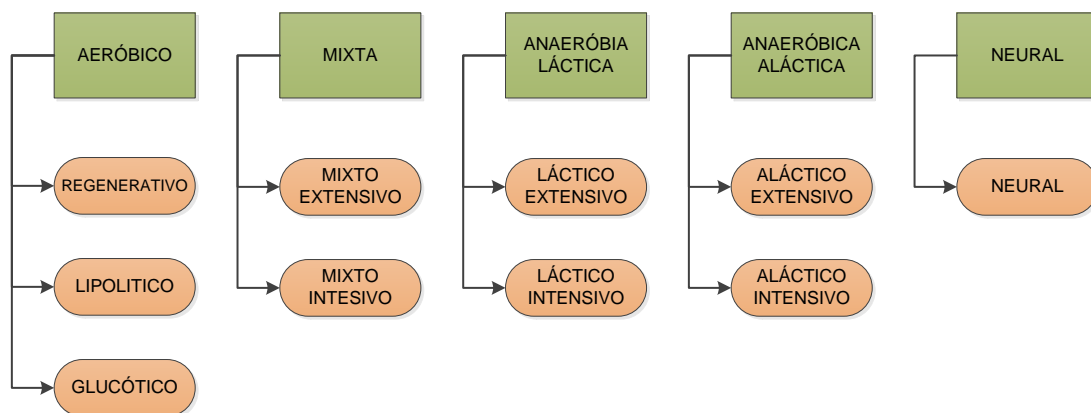 AERÓBICO
MIXTA
ANAERÓBIA
LÁCTICA
ANAERÓBICA
ALÁCTICA
NEURAL
REGENERATIVO
MIXTO
EXTENSIVO
LÁCTICO
EXTENSIVO
ALÁCTICO
EXTENSIVO
NEURAL
LIPOLITICO
MIXTO
INTESIVO
LÁCTICO
INTENSIVO
ALÁCTICO
INTENSIVO
GLUCÓTICO